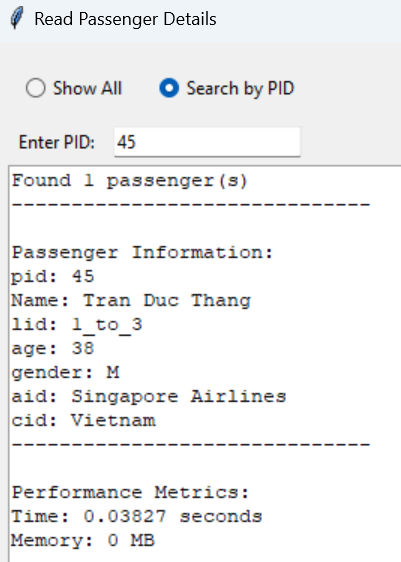 Read Passenger Details
Show All Search by PID
Enter PID: 45
Found 1 passenger(s)
------------------------------
Passenger Information:
pid: 45
Name: Tran Duc Thang
lid: 1_to_3
age: 38
gender: M
aid: Singapore Airlines
cid: Vietnam
------------------------------
Performance Metrics:
Time: 0.03827 seconds
Memory: 0 MB